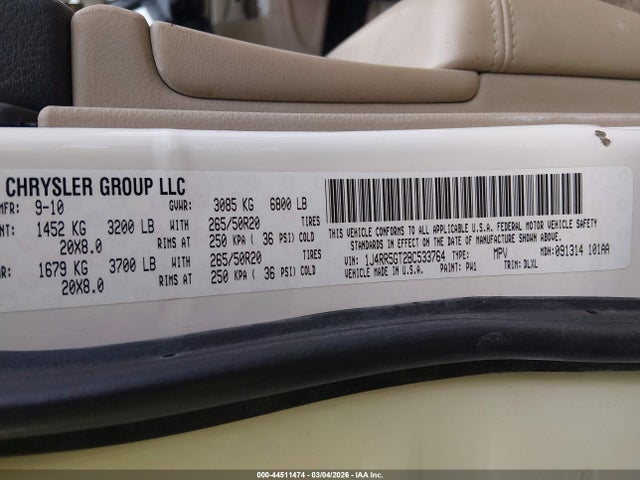 CHRYSLER GROUP LLC
MFR: 9-10 GVWR: 3085 KG 6800 LB
1452 KG 3200 LB WITH 265/50R20 TIRES
20X8.0 RIMS AT 250 KPA ( 36 PSI) COLD
1679 KG 3700 LB WITH 265/50R20 TIRES
20X8.0 RIMS AT 250 KPA ( 36 PSI) COLD
THIS VEHICLE CONFORMS TO ALL APPLICABLE U.S.A. FEDERAL MOTOR VEHICLE SAFETY
AND THEFT PREVENTION STANDARDS IN EFFECT ON THE DATE OF MANUFACTURE SHOWN ABOVE.
VIN: 1J4RR5GT2BC533764 TYPE: MPV MDH:091314 101AA
MADE IN U.S.A. PAINT: PW1 TRIM: DLXL
000-44511474 | 03/04/2026 | IAA Fredericksburg